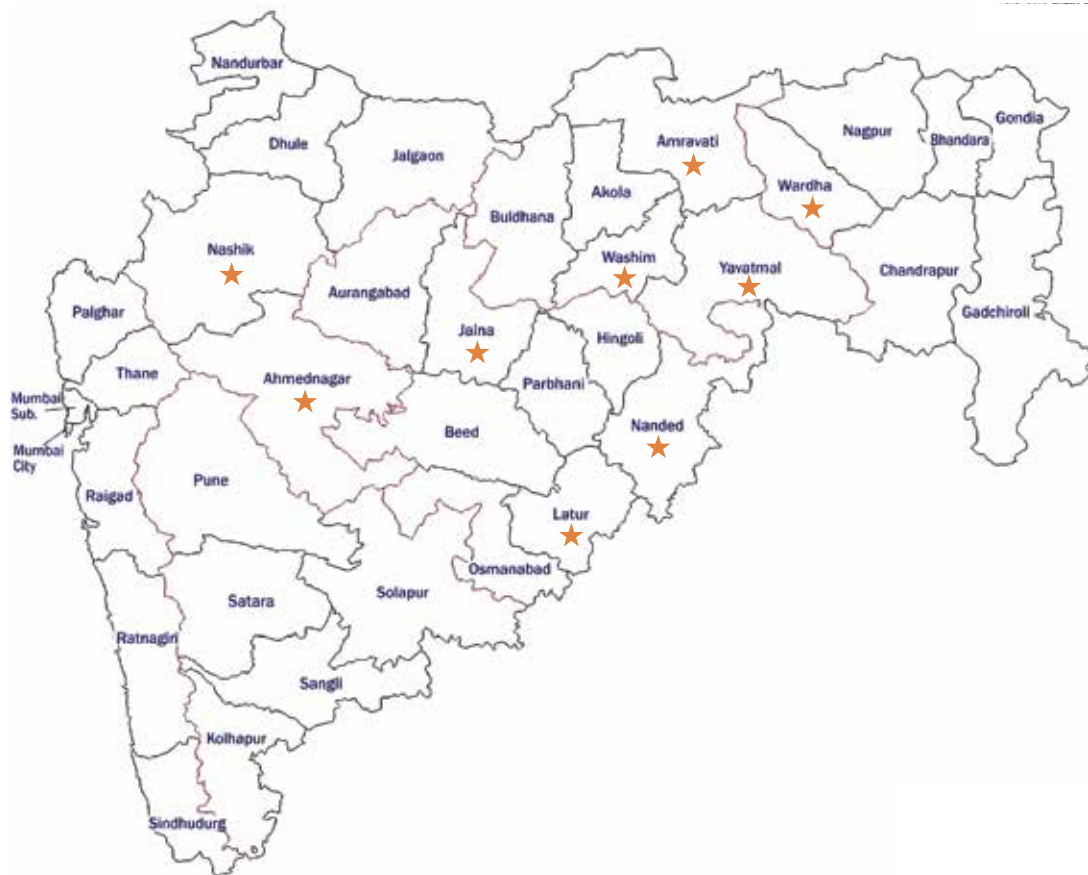 Nandurbar
Dhule
Jalgaon
Amravati
Nagpur
Bhandara
Gondia
Buldhana
Akola
Wardha
Nashik
Aurangabad
Washim
Yavatmal
Chandrapur
Gadchiroli
Palghar
Jalna
Hingoli
Thane
Ahmednagar
Parbhani
Mumbai
Sub.
Mumbai
City
Beed
Nanded
Raigad
Pune
Latur
Osmanabad
Solapur
Satara
Ratnagiri
Sangli
Kolhapur
Sindhudurg